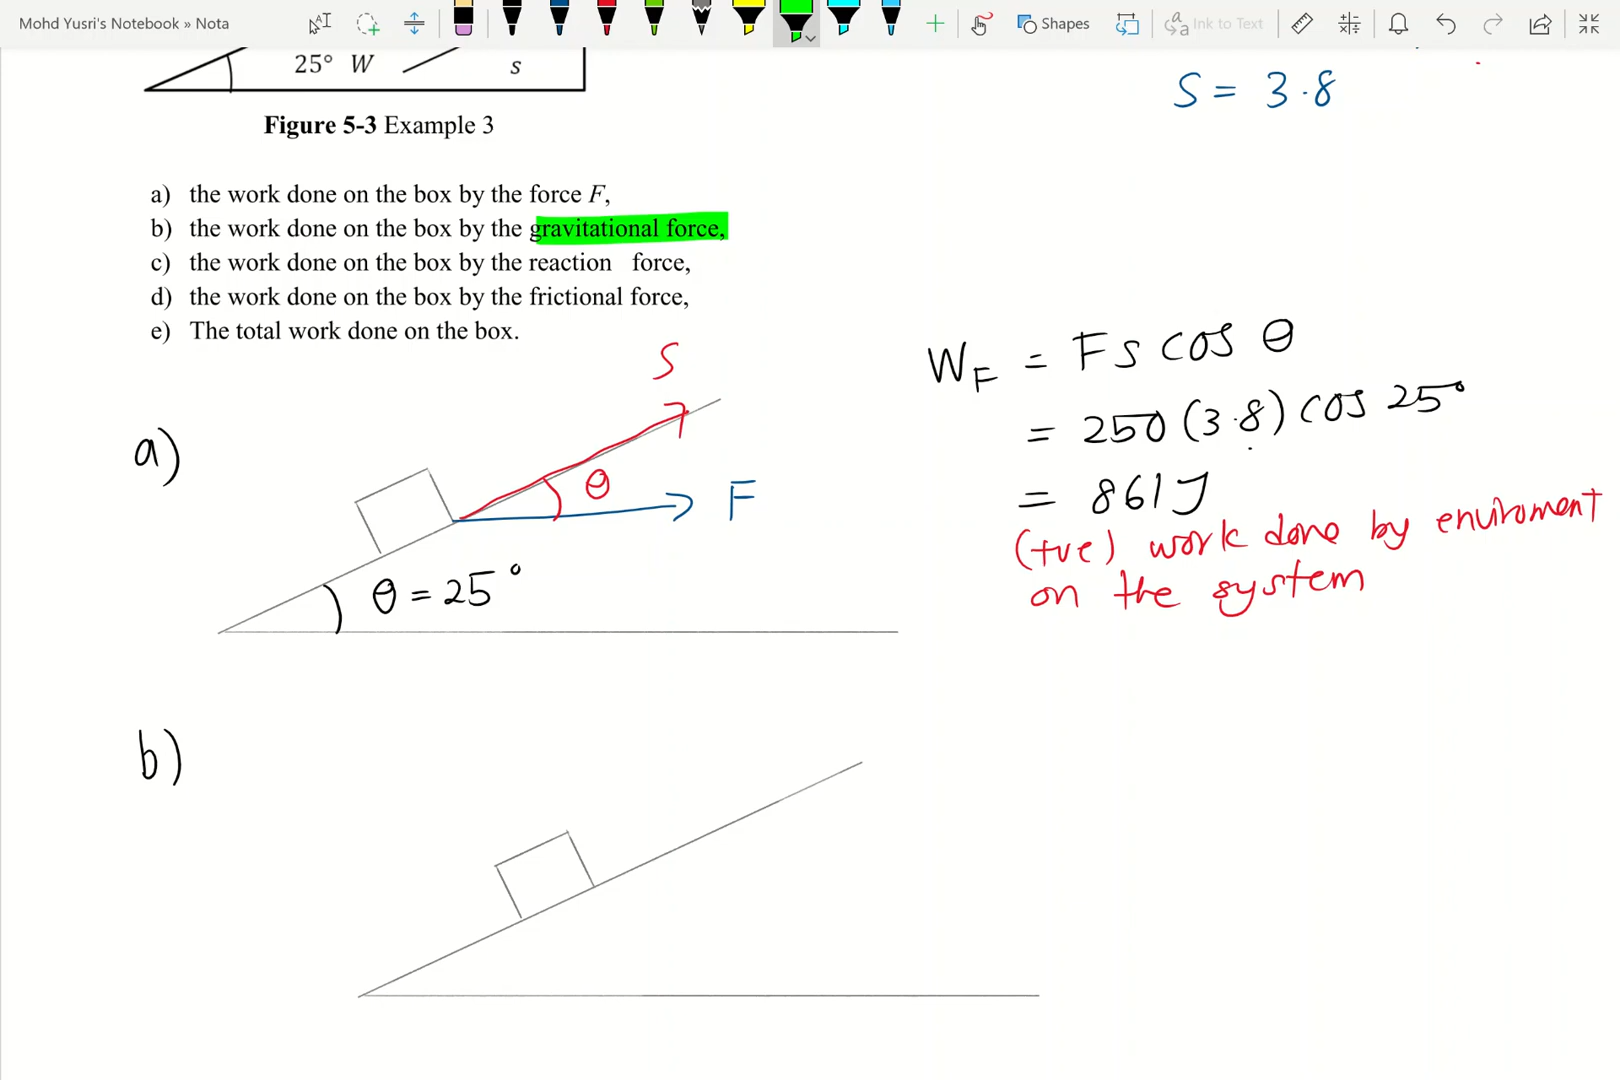 Mohd Yusri's Notebook » Nota
Shapes
Ink to Text
25° W
s
S = 3.8
Figure 5-3 Example 3
a) the work done on the box by the force F,
b) the work done on the box by the gravitational force,
c) the work done on the box by the reaction force,
d) the work done on the box by the frictional force,
e) The total work done on the box.
a)
S
θ
F
θ = 25°
W_F = F s cos θ
= 250 (3.8) cos 25°
= 861 J
(+ve) work done by enviroment
on the system
b)